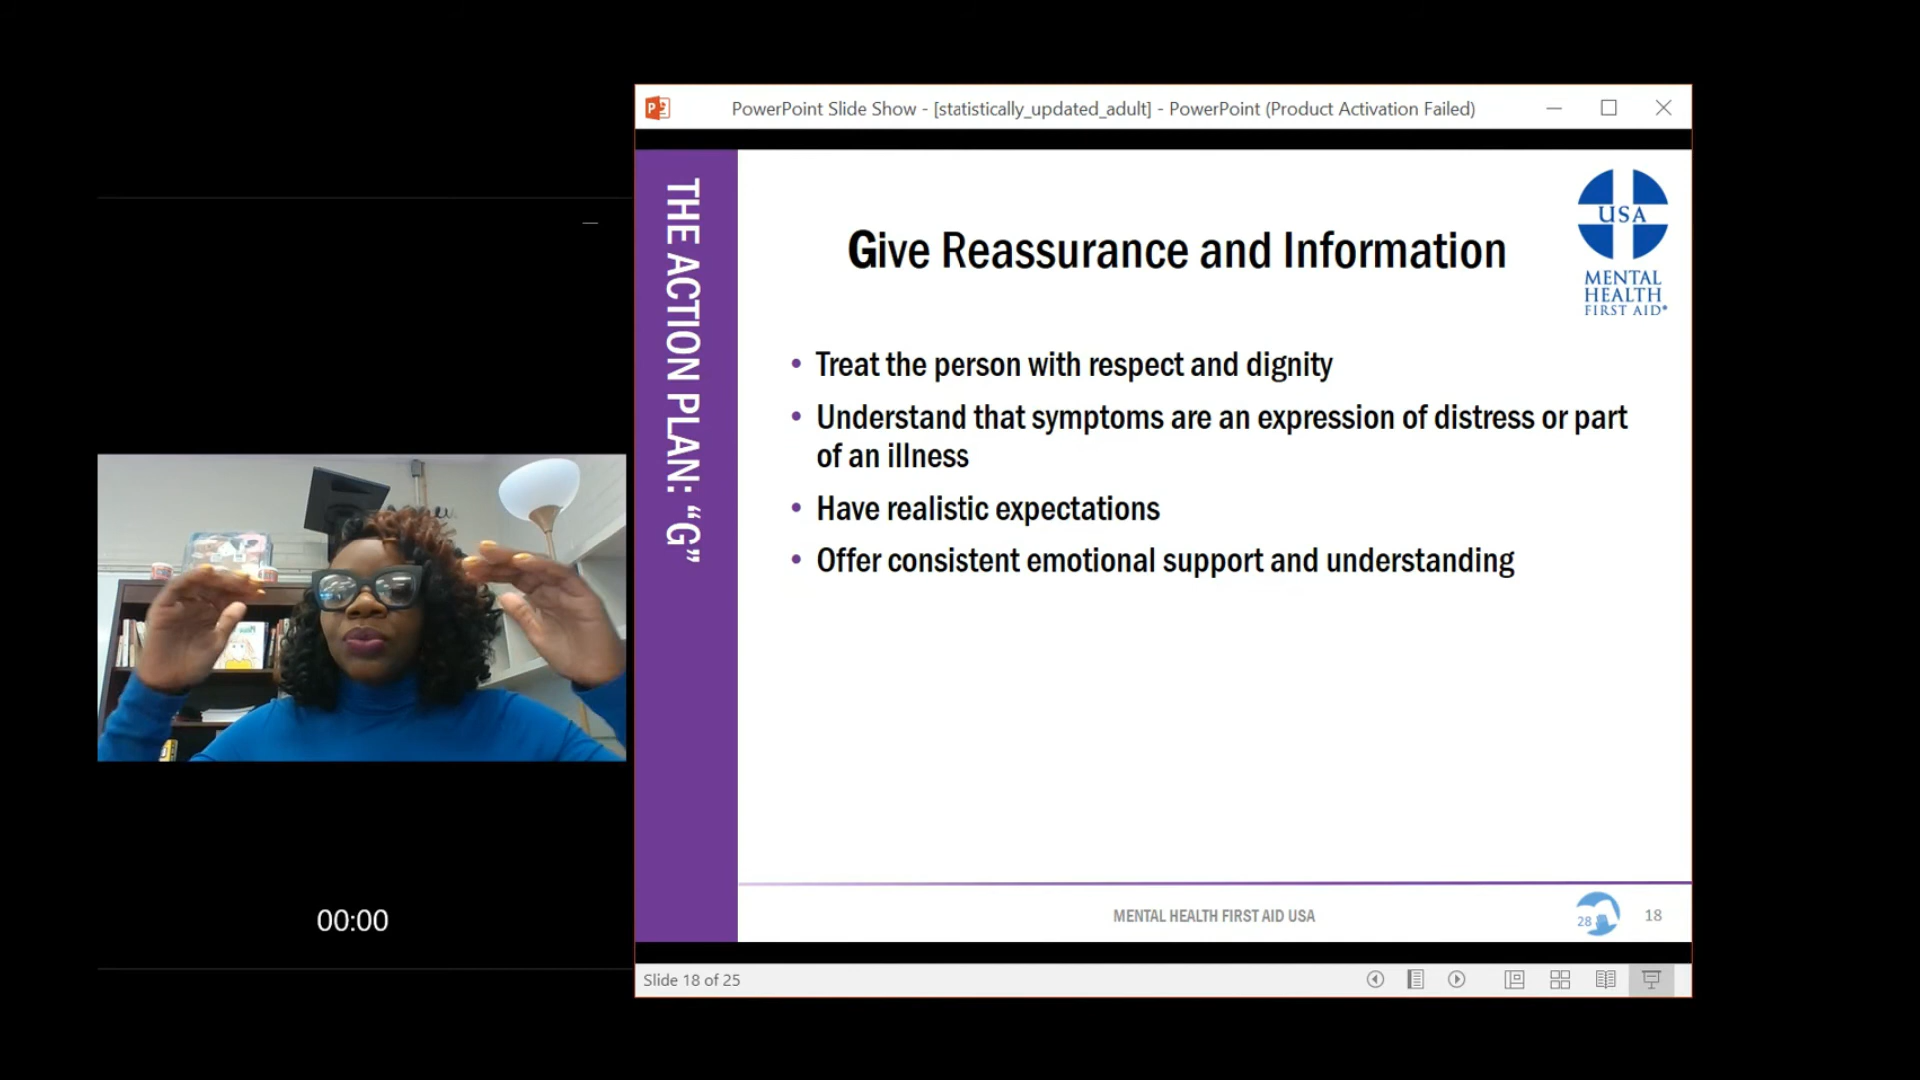 PowerPoint Slide Show - [statistically_updated_adult] - PowerPoint (Product Activation Failed)
THE ACTION PLAN: “G”
Give Reassurance and Information
USA
MENTAL
HEALTH
FIRST AID®
• Treat the person with respect and dignity
• Understand that symptoms are an expression of distress or part
of an illness
• Have realistic expectations
• Offer consistent emotional support and understanding
00:00
MENTAL HEALTH FIRST AID USA
28
18
Slide 18 of 25